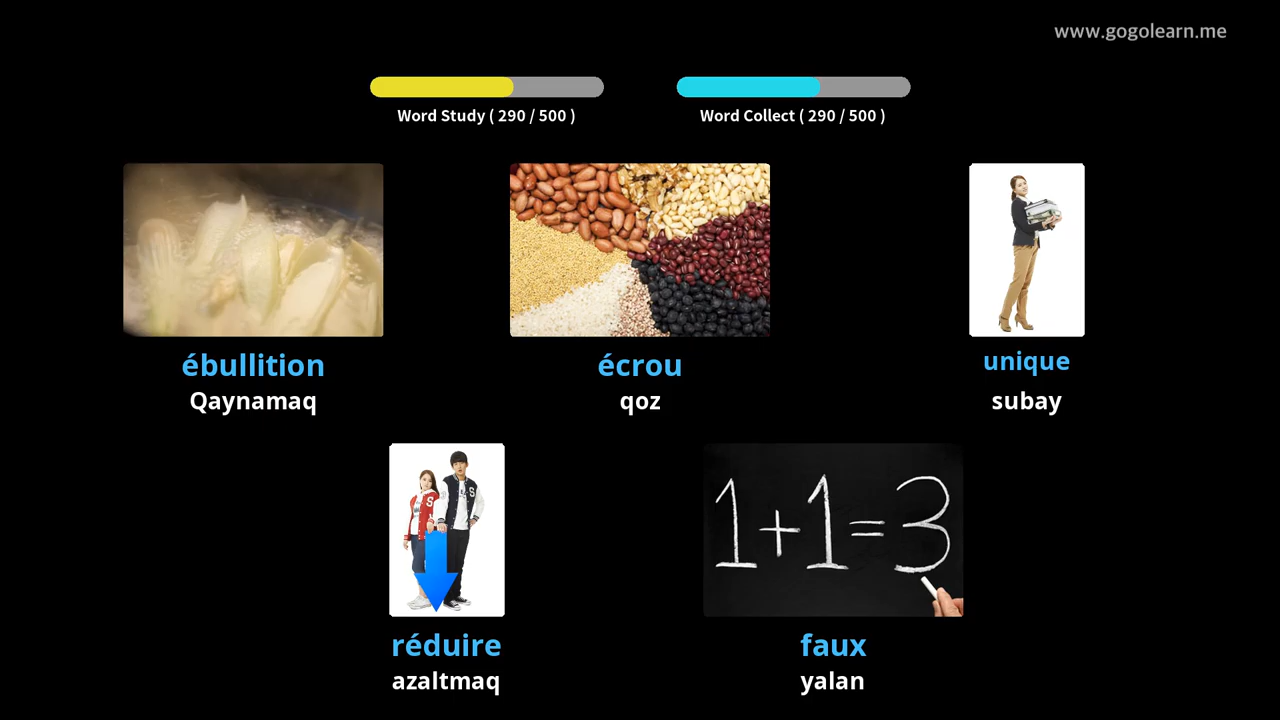 www.gogolearn.me
Word Study ( 290 / 500 )
Word Collect ( 290 / 500 )
ébullition
Qaynamaq
écrou
qoz
unique
subay
1+1=3
réduire
azaltmaq
faux
yalan